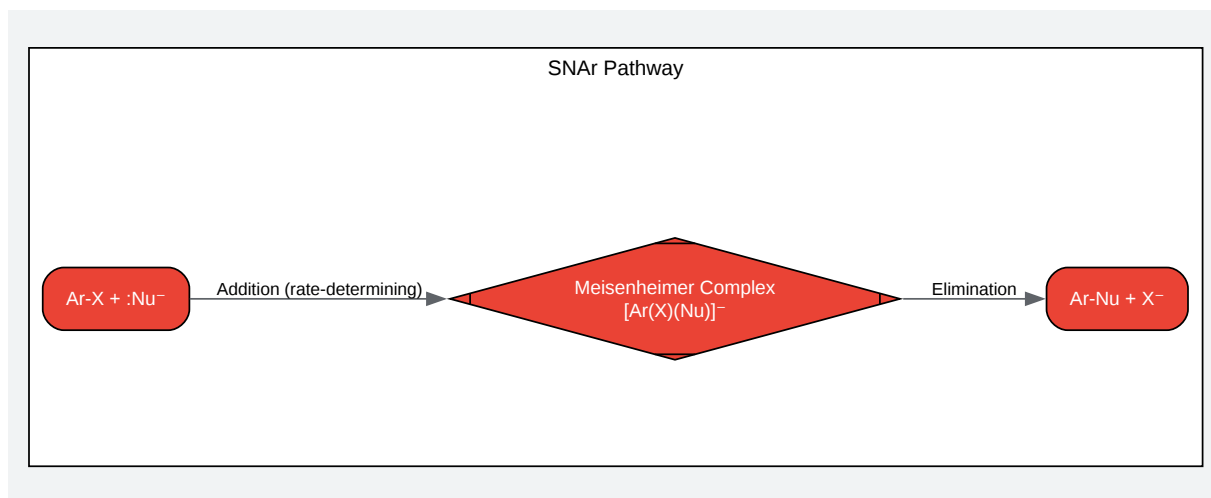 SNAr Pathway
Ar-X + :Nu⁻
Addition (rate-determining)
Meisenheimer Complex
[Ar(X)(Nu)]⁻
Elimination
Ar-Nu + X⁻